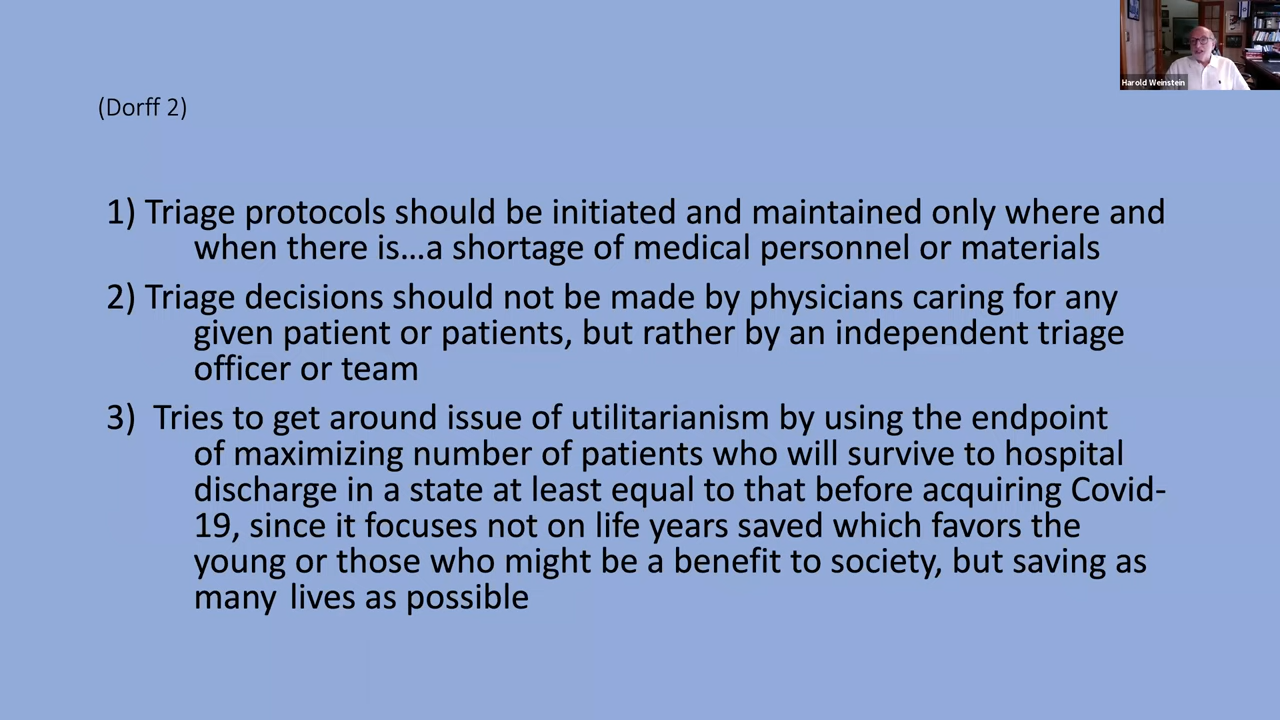 Harold Weinstein
(Dorff 2)
1) Triage protocols should be initiated and maintained only where and
when there is...a shortage of medical personnel or materials
2) Triage decisions should not be made by physicians caring for any
given patient or patients, but rather by an independent triage
officer or team
3) Tries to get around issue of utilitarianism by using the endpoint
of maximizing number of patients who will survive to hospital
discharge in a state at least equal to that before acquiring Covid-
19, since it focuses not on life years saved which favors the
young or those who might be a benefit to society, but saving as
many lives as possible